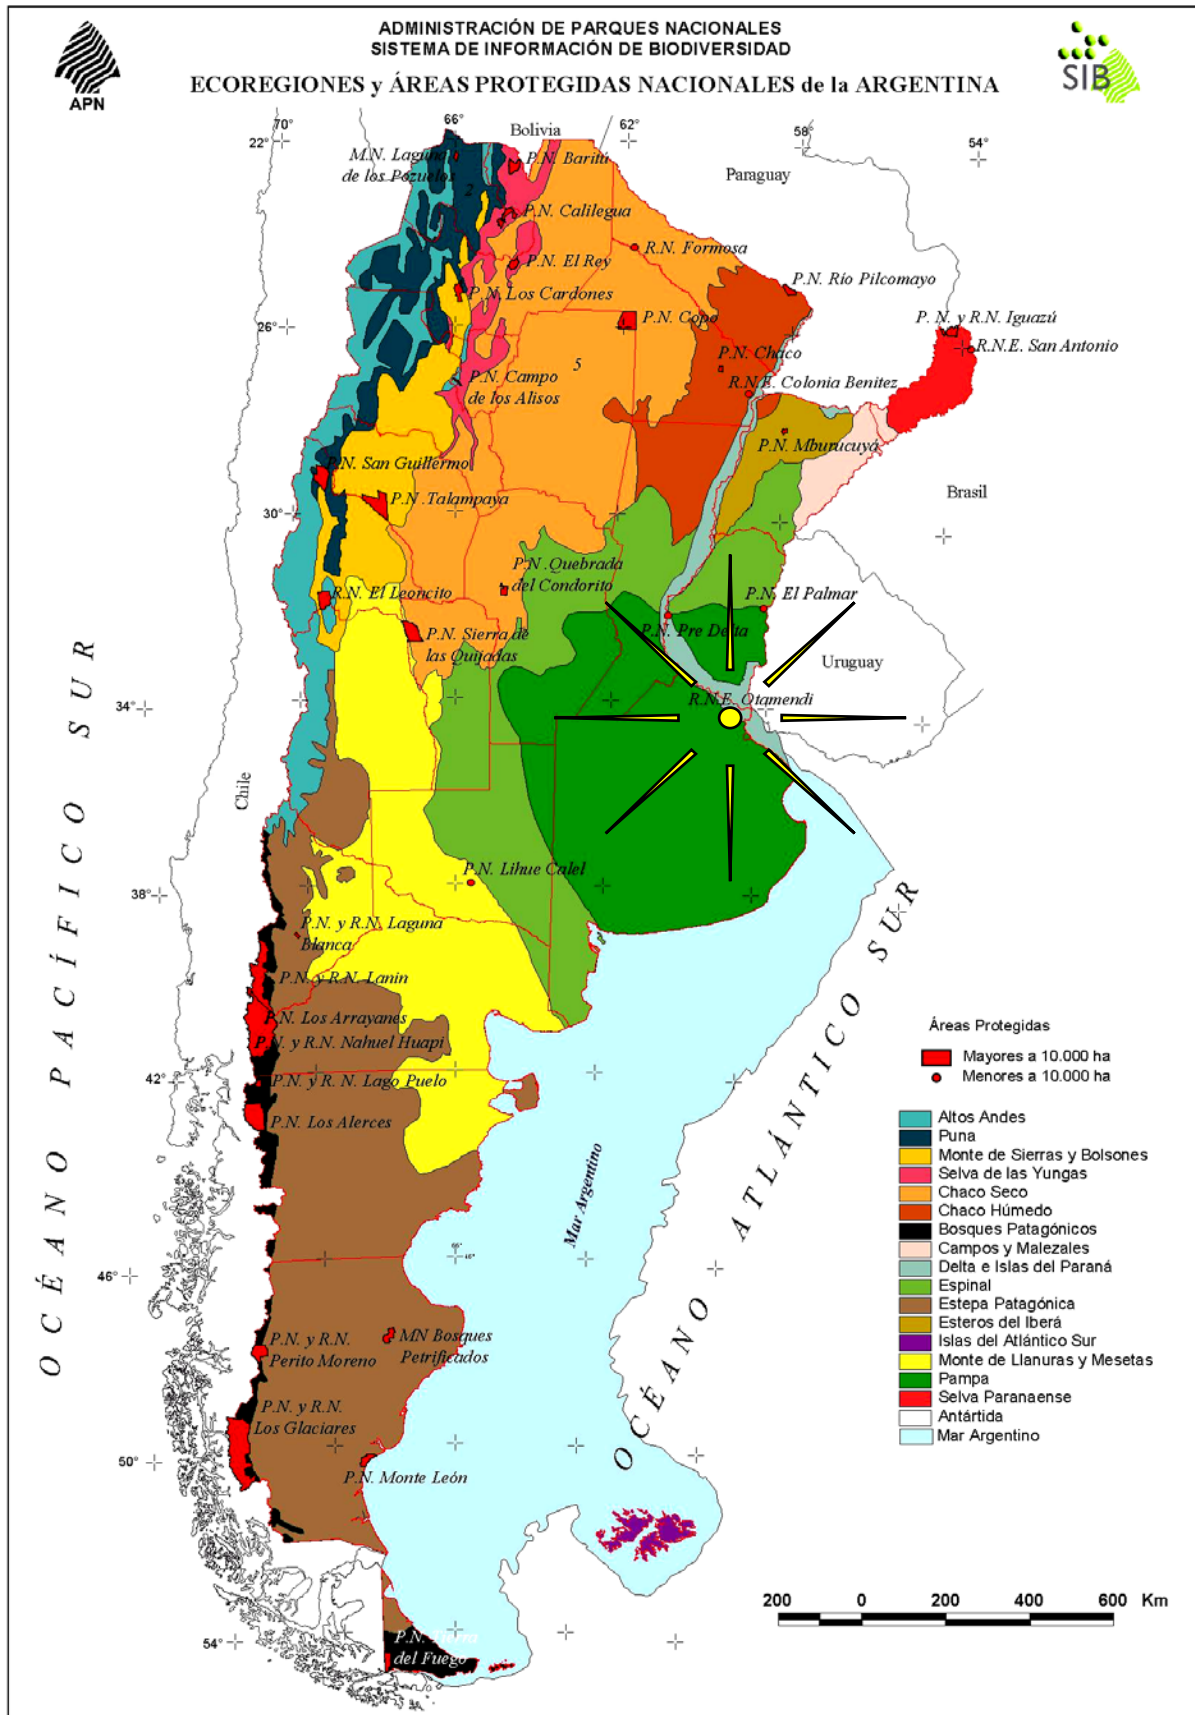 ADMINISTRACIÓN DE PARQUES NACIONALES
SISTEMA DE INFORMACIÓN DE BIODIVERSIDAD
ECOREGIONES y ÁREAS PROTEGIDAS NACIONALES de la ARGENTINA
APN
SIB
70
66°
62°
58°
54°
22°
26°
30°
34°
38°
42°
46°
50°
54°
Bolivia
Paraguay
Brasil
Uruguay
Chile
M.N. Laguna
de los Pozuelos
2
P.N. Baritú
P.N. Calilegua
R.N. Formosa
P.N. El Rey
P.N. Río Pilcomayo
P.N. Los Cardones
P.N. Copo
P. N. y R.N. Iguazú
R.N.E. San Antonio
P.N. Chaco
5
P.N. Campo
de los Alisos
R.N.E. Colonia Benitez
P.N. Mburucuyá
P.N. San Guillermo
P.N. Talampaya
P.N. Quebrada
del Condorito
R.N. El Leoncito
P.N. El Palmar
P.N. Pre Delta
P.N. Sierra de
las Quijadas
R.N.E. Otamendi
P.N. Lihue Calel
P.N. y R.N. Laguna
Blanca
P.N. y R.N. Lanin
P.N. Los Arrayanes
P.N. y R.N. Nahuel Huapi
P.N. y R. N. Lago Puelo
P.N. Los Alerces
66°
46°
P.N. y R.N.
Perito Moreno
MN Bosques
Petrificados
P.N. y R.N.
Los Glaciares
P.N. Monte León
P.N. Tierra
del Fuego
OCÉANO PACÍFICO SUR
OCÉANO ATLÁNTICO SUR
Mar Argentino
Áreas Protegidas
Mayores a 10.000 ha
Menores a 10.000 ha
Altos Andes
Puna
Monte de Sierras y Bolsones
Selva de las Yungas
Chaco Seco
Chaco Húmedo
Bosques Patagónicos
Campos y Malezales
Delta e Islas del Paraná
Espinal
Estepa Patagónica
Esteros del Iberá
Islas del Atlántico Sur
Monte de Llanuras y Mesetas
Pampa
Selva Paranaense
Antártida
Mar Argentino
200 0 200 400 600 Km